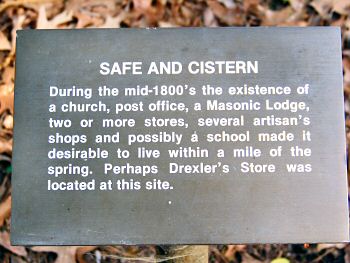 SAFE AND CISTERN
During the mid-1800's the existence of
a church, post office, a Masonic Lodge,
two or more stores, several artisan's
shops and possibly a school made it
desirable to live within a mile of the
spring. Perhaps Drexler's Store was
located at this site.